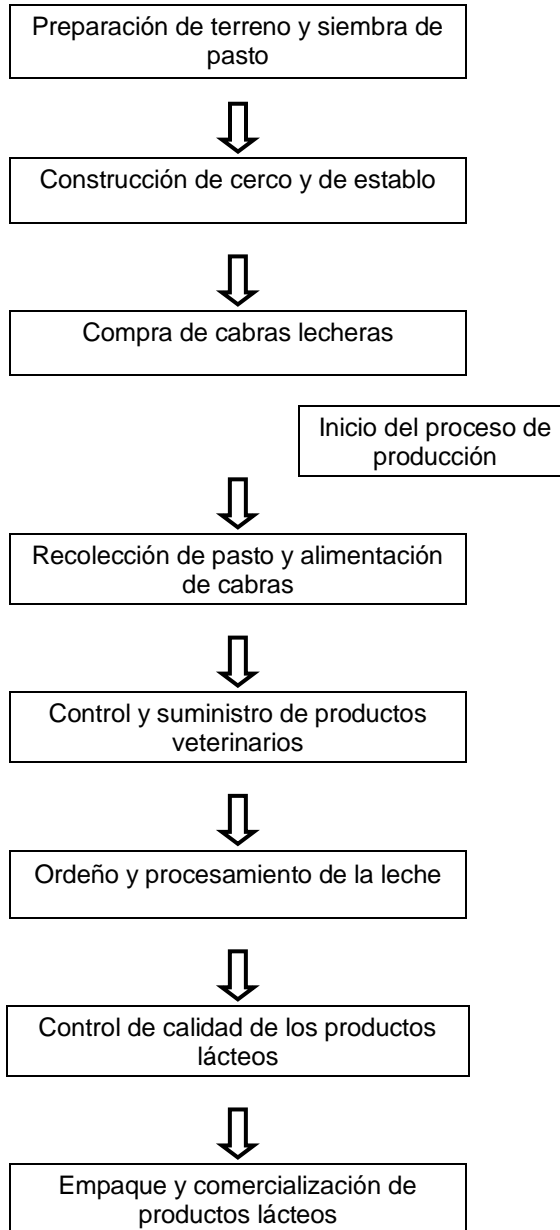 Preparación de terreno y siembra de
pasto
Construcción de cerco y de establo
Compra de cabras lecheras
Inicio del proceso de
producción
Recolección de pasto y alimentación
de cabras
Control y suministro de productos
veterinarios
Ordeño y procesamiento de la leche
Control de calidad de los productos
lácteos
Empaque y comercialización de
productos lácteos